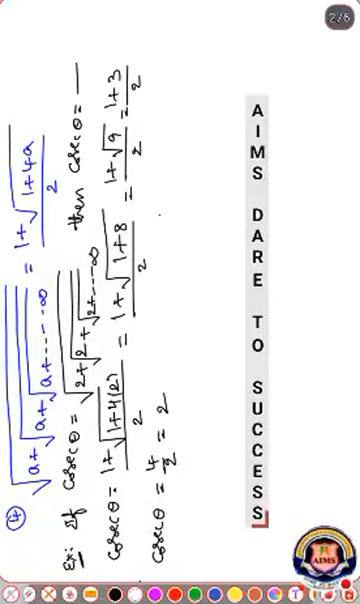 2/6
④ √a+√a+√a+-----∞ = 1+√1+4a / 2
Ex:- If cosecθ = √2+√2+√2+----∞ then cosecθ = —
cosecθ = 1+√1+4(2) / 2 = 1+√1+8 / 2 = 1+√9 / 2 = 1+3 / 2
cosecθ = 4/2 = 2
AIMS DARE TO SUCCESS
AIMS